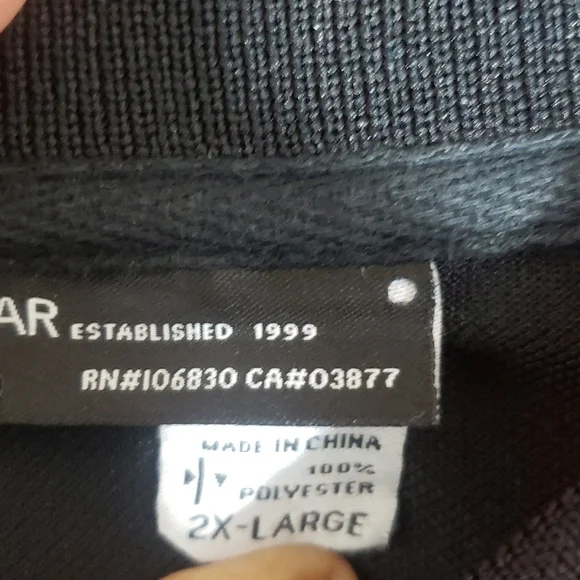 AR ESTABLISHED 1999
RN#106830 CA#03877
MADE IN CHINA
100%
POLYESTER
2X-LARGE